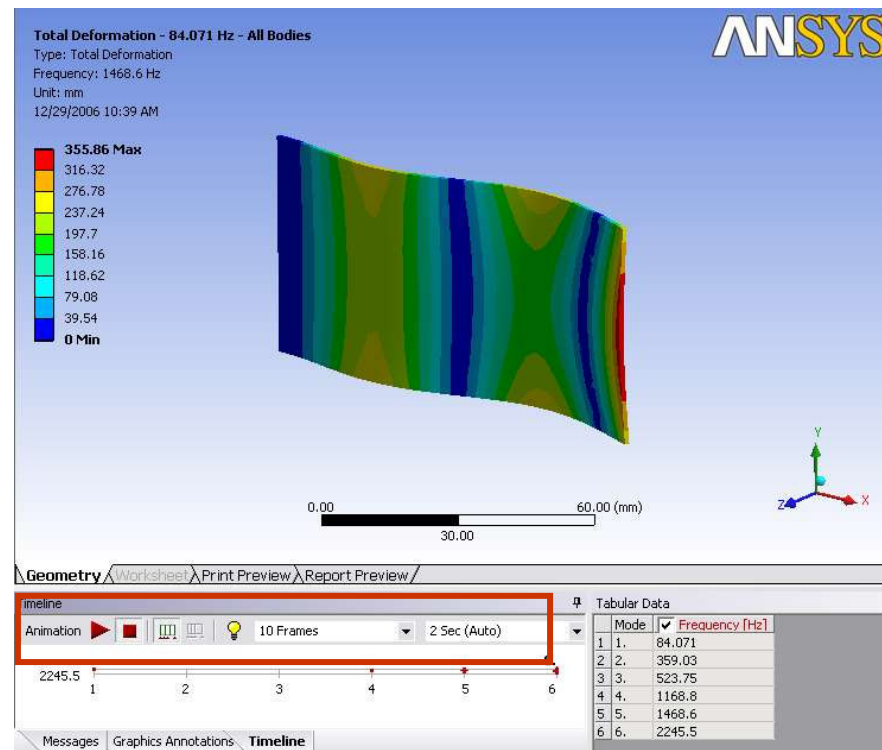 Total Deformation - 84.071 Hz - All Bodies
Type: Total Deformation
Frequency: 1468.6 Hz
Unit: mm
12/29/2006 10:39 AM
ANSYS
355.86 Max
316.32
276.78
237.24
197.7
158.16
118.62
79.08
39.54
0 Min
Y
Z X
0.00 60.00 (mm)
30.00
Geometry Worksheet Print Preview Report Preview
Timeline
Animation 10 Frames 2 Sec (Auto)
2245.5
1 2 3 4 5 6
Messages Graphics Annotations Timeline
Tabular Data
Mode Frequency [Hz]
1 1. 84.071
2 2. 359.03
3 3. 523.75
4 4. 1168.8
5 5. 1468.6
6 6. 2245.5